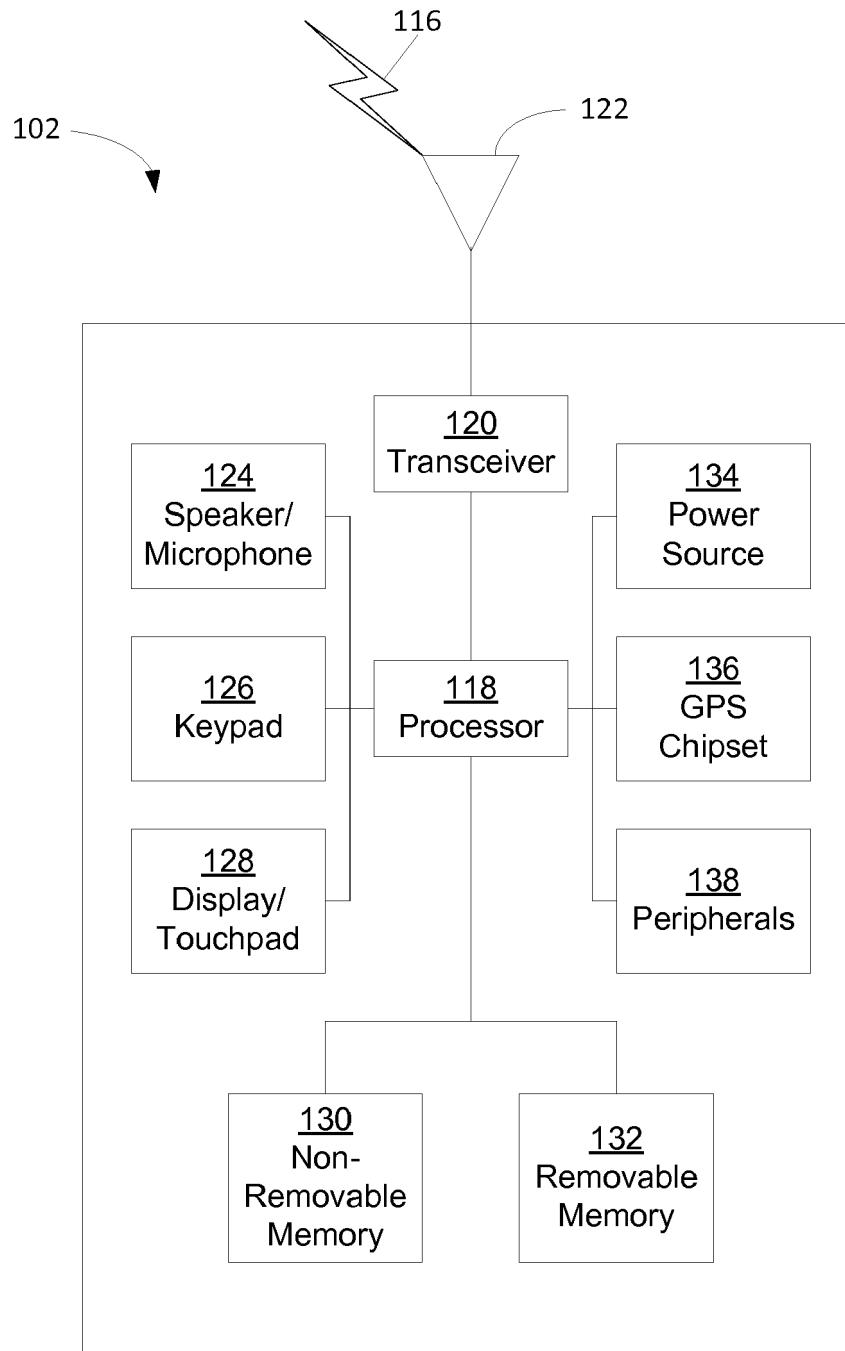 116
122
102
120
Transceiver
124
Speaker/
Microphone
134
Power
Source
126
Keypad
118
Processor
136
GPS
Chipset
128
Display/
Touchpad
138
Peripherals
130
Non-
Removable
Memory
132
Removable
Memory